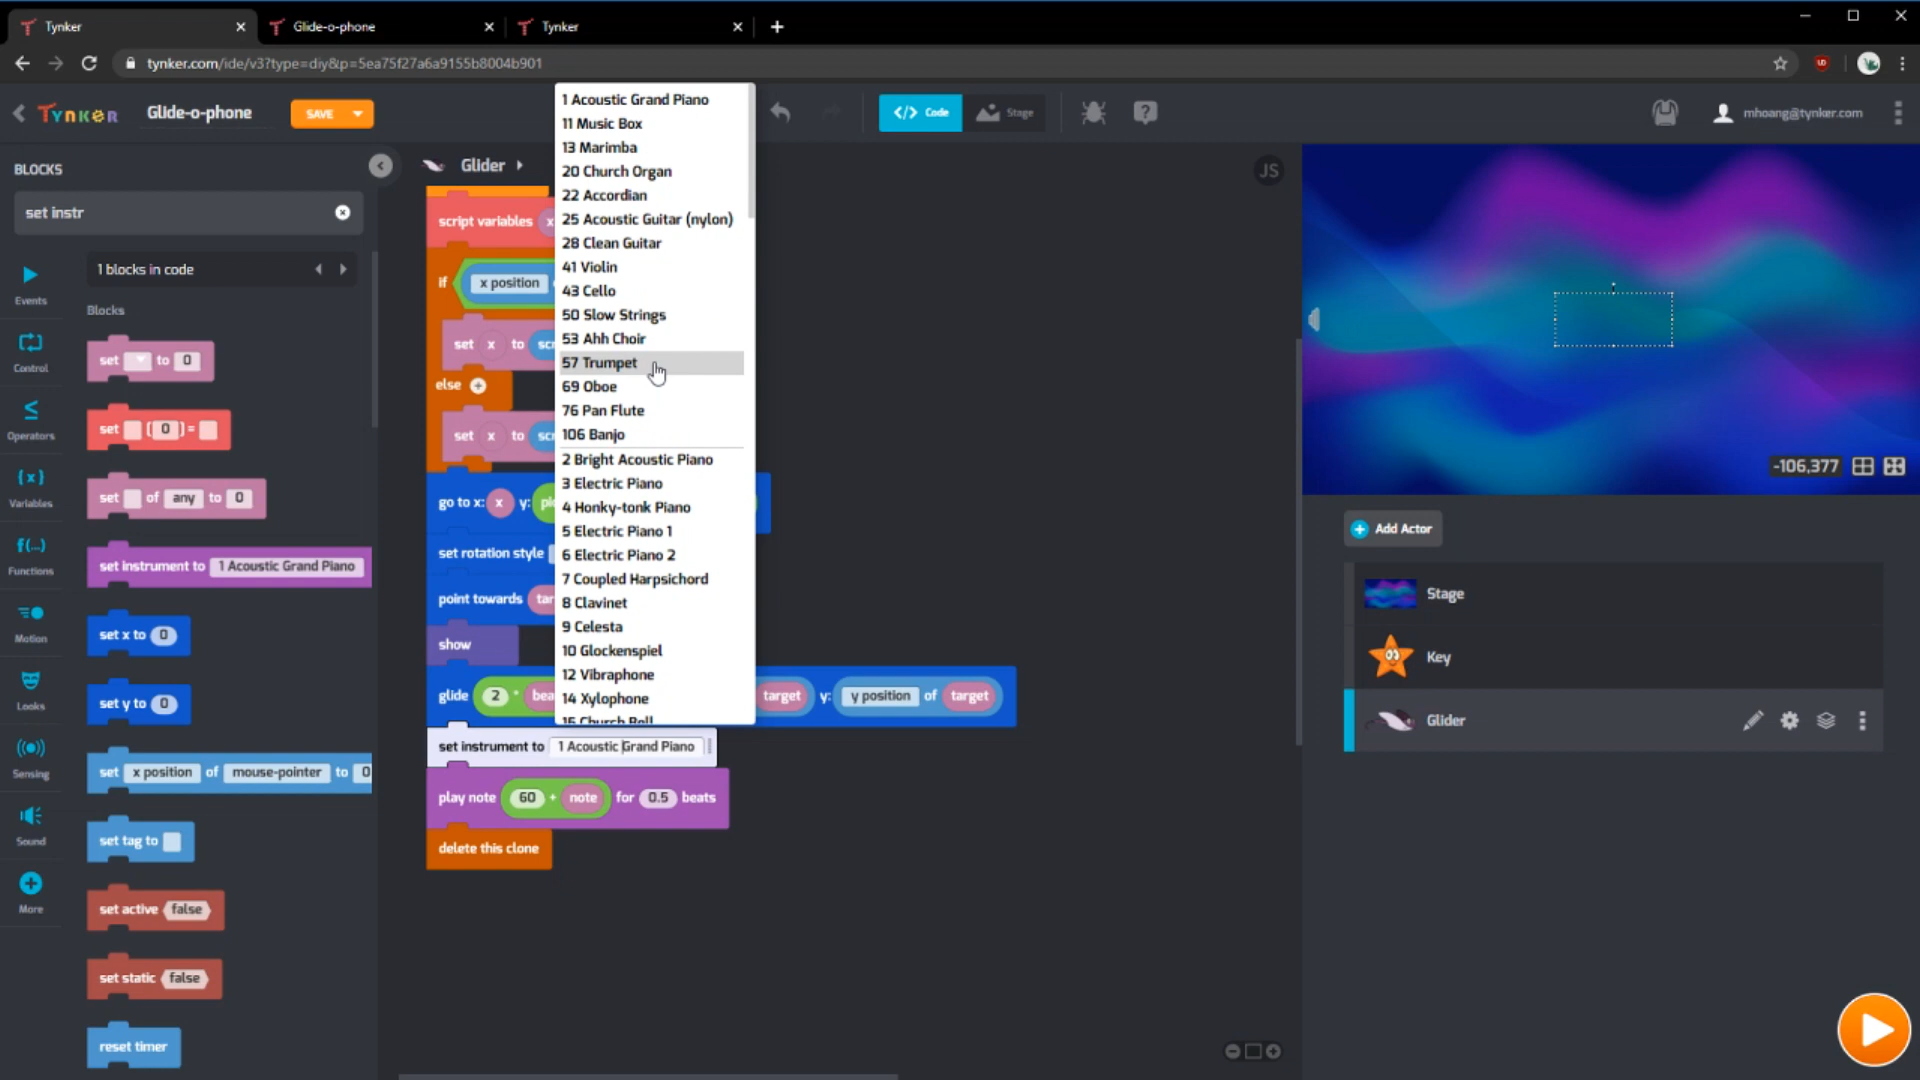 Tynker
Glide-o-phone
Tynker
tynker.com/ide/v3?type=diy&p=5ea75f27a6a9155b8004b901
TYNKER
Glide-o-phone
SAVE
</> Code
Stage
mhoang@tynker.com
BLOCKS
set instr
1 blocks in code
Blocks
Events
Control
Operators
Variables
Functions
Motion
Looks
Sensing
Sound
More
set to 0
set ( 0 ) =
set of any to 0
set instrument to 1 Acoustic Grand Piano
set x to 0
set y to 0
set x position of mouse-pointer to 0
set tag to
set active false
set static false
reset timer
Glider
JS
script variables x
if x position
set x to
else
set x to
go to x: x y:
set rotation style
point towards
show
glide 2 * target y: y position of target
set instrument to 1 Acoustic Grand Piano
play note 60 + note for 0.5 beats
delete this clone
1 Acoustic Grand Piano
11 Music Box
13 Marimba
20 Church Organ
22 Accordian
25 Acoustic Guitar (nylon)
28 Clean Guitar
41 Violin
43 Cello
50 Slow Strings
53 Ahh Choir
57 Trumpet
69 Oboe
76 Pan Flute
106 Banjo
2 Bright Acoustic Piano
3 Electric Piano
4 Honky-tonk Piano
5 Electric Piano 1
6 Electric Piano 2
7 Coupled Harpsichord
8 Clavinet
9 Celesta
10 Glockenspiel
12 Vibraphone
14 Xylophone
15 Church Bell
-106,377
Add Actor
Stage
Key
Glider